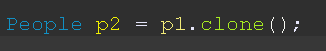 People p2 = p1.clone();